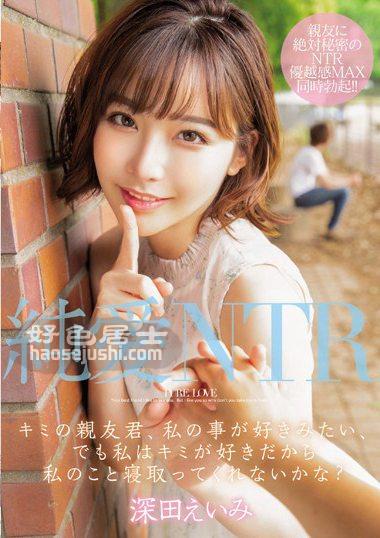 親友に
絶対秘密の
NTR
優越感MAX
同時勃起!!
純愛NTR
好色居士
haosejushi.com
PURE LOVE
キミの親友君、私の事が好きみたい、
でも私はキミが好きだから
私のこと寝取ってくれないかな？
深田えいみ